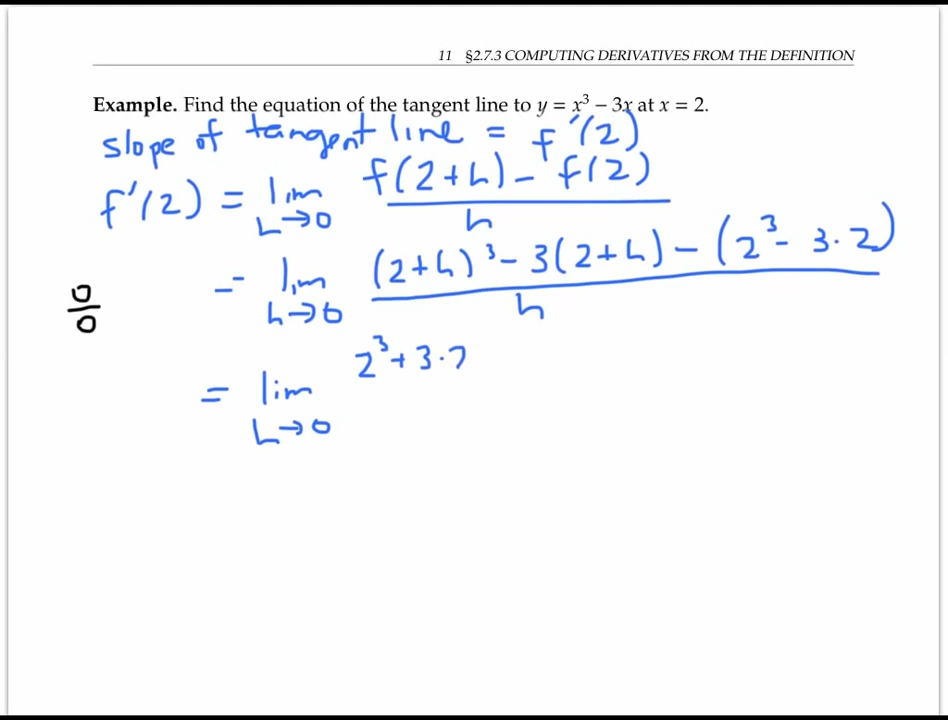 11 §2.7.3 COMPUTING DERIVATIVES FROM THE DEFINITION
Example. Find the equation of the tangent line to y = x³ − 3x at x = 2.
slope of tangent line = f'(2)
f'(2) = lim h→0 f(2+h) − f(2) / h
= lim h→0 (2+h)³ − 3(2+h) − (2³ − 3·2) / h
0/0
= lim h→0 2³ + 3·2